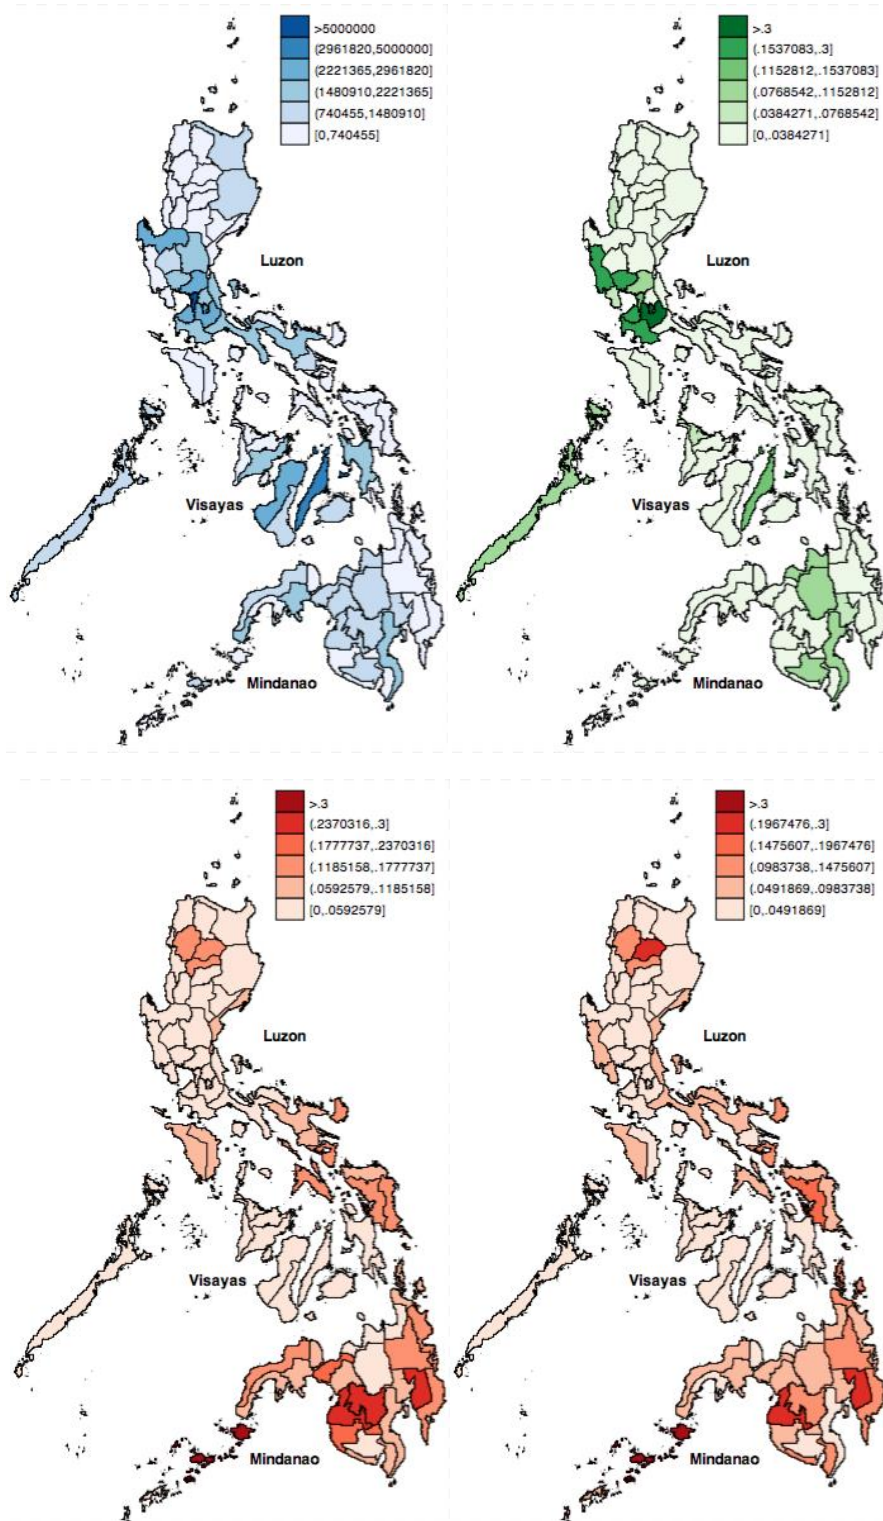 >5000000
(2961820,5000000]
(2221365,2961820]
(1480910,2221365]
(740455,1480910]
[0,740455]
Luzon
Visayas
Mindanao
>.3
(.1537083,.3]
(.1152812,.1537083]
(.0768542,.1152812]
(.0384271,.0768542]
[0,.0384271]
Luzon
Visayas
Mindanao
>.3
(.2370316,.3]
(.1777737,.2370316]
(.1185158,.1777737]
(.0592579,.1185158]
[0,.0592579]
Luzon
Visayas
Mindanao
>.3
(.1967476,.3]
(.1475607,.1967476]
(.0983738,.1475607]
(.0491869,.0983738]
[0,.0491869]
Luzon
Visayas
Mindanao